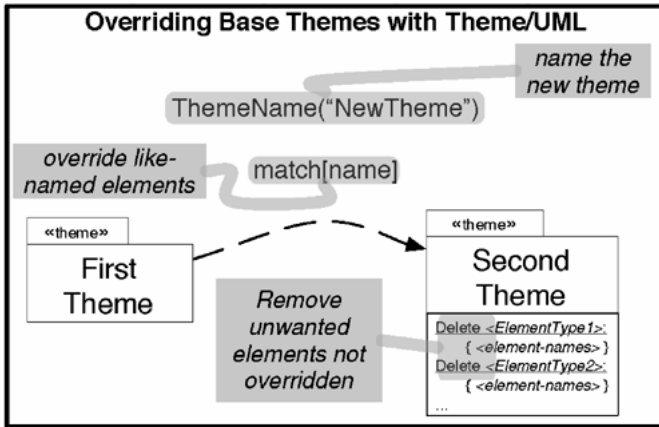 Overriding Base Themes with Theme/UML
name the
new theme
ThemeName(“NewTheme”)
override like-
named elements
match[name]
«theme»
First
Theme
«theme»
Second
Theme
Remove
unwanted
elements not
overridden
Delete <ElementType1>:
{ <element-names> }
Delete <ElementType2>:
{ <element-names> }
...